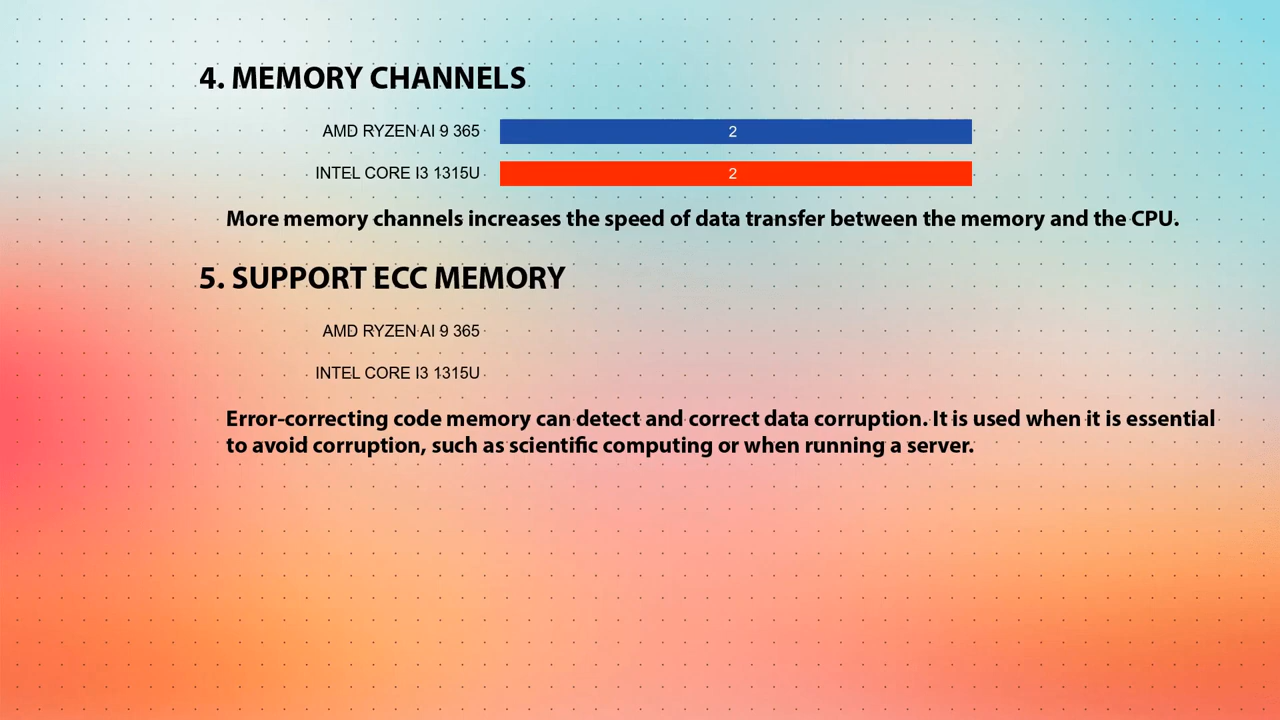 4. MEMORY CHANNELS
AMD RYZEN AI 9 365
2
INTEL CORE I3 1315U
2
More memory channels increases the speed of data transfer between the memory and the CPU.
5. SUPPORT ECC MEMORY
AMD RYZEN AI 9 365
INTEL CORE I3 1315U
Error-correcting code memory can detect and correct data corruption. It is used when it is essential
to avoid corruption, such as scientific computing or when running a server.